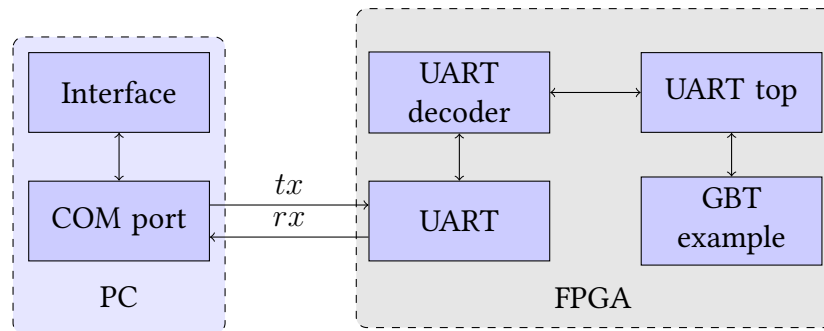 Interface
COM port
PC
tx
rx
UART
decoder
UART top
UART
GBT
example
FPGA